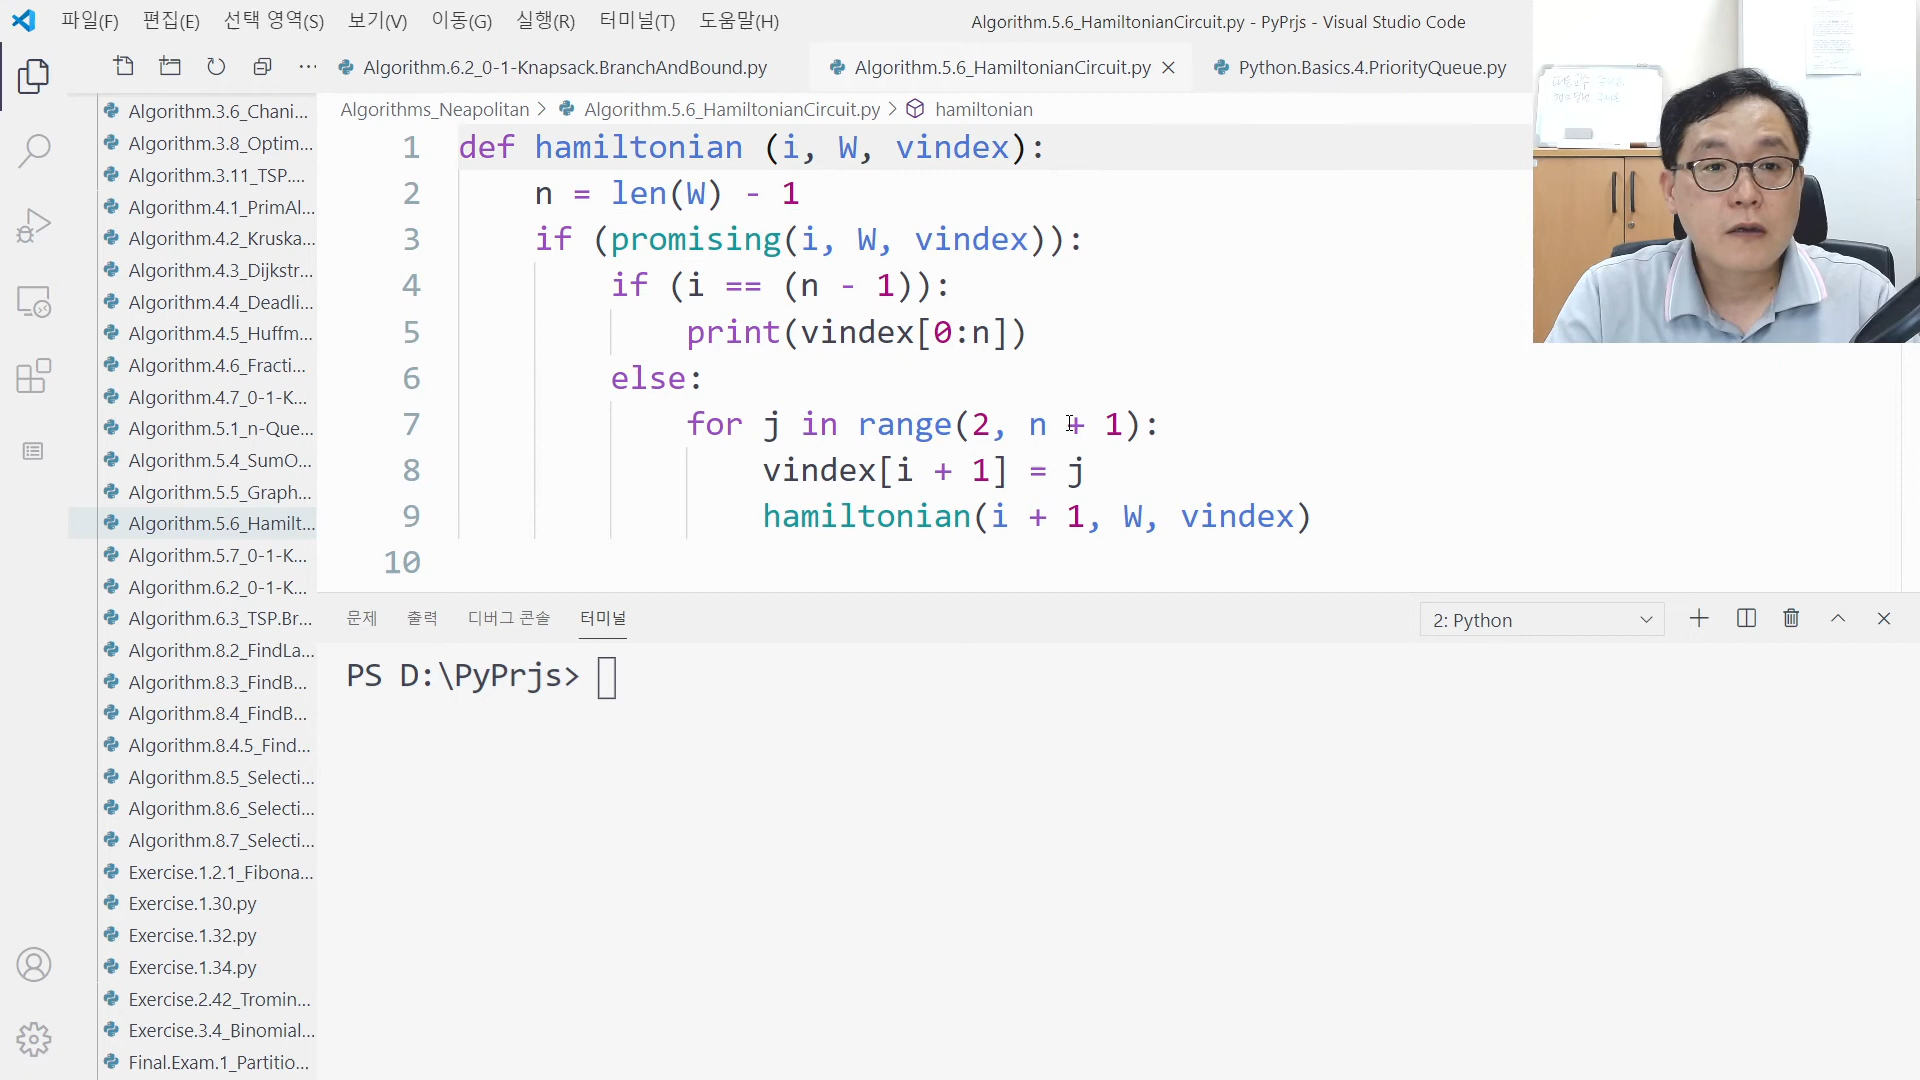 파일(F) 편집(E) 선택 영역(S) 보기(V) 이동(G) 실행(R) 터미널(T) 도움말(H) Algorithm.5.6_HamiltonianCircuit.py - PyPrjs - Visual Studio Code
Algorithm.6.2_0-1-Knapsack.BranchAndBound.py Algorithm.5.6_HamiltonianCircuit.py Python.Basics.4.PriorityQueue.py
Algorithms_Neapolitan > Algorithm.5.6_HamiltonianCircuit.py > hamiltonian
Algorithm.3.6_Chani...
Algorithm.3.8_Optim...
Algorithm.3.11_TSP....
Algorithm.4.1_PrimAl...
Algorithm.4.2_Kruska...
Algorithm.4.3_Dijkstr...
Algorithm.4.4_Deadli...
Algorithm.4.5_Huffm...
Algorithm.4.6_Fracti...
Algorithm.4.7_0-1-K...
Algorithm.5.1_n-Que...
Algorithm.5.4_SumO...
Algorithm.5.5_Graph...
Algorithm.5.6_Hamilt...
Algorithm.5.7_0-1-K...
Algorithm.6.2_0-1-K...
Algorithm.6.3_TSP.Br...
Algorithm.8.2_FindLa...
Algorithm.8.3_FindB...
Algorithm.8.4_FindB...
Algorithm.8.4.5_Find...
Algorithm.8.5_Selecti...
Algorithm.8.6_Selecti...
Algorithm.8.7_Selecti...
Exercise.1.2.1_Fibona...
Exercise.1.30.py
Exercise.1.32.py
Exercise.1.34.py
Exercise.2.42_Tromin...
Exercise.3.4_Binomial...
Final.Exam.1_Partitio...
1 def hamiltonian (i, W, vindex):
2 n = len(W) - 1
3 if (promising(i, W, vindex)):
4 if (i == (n - 1)):
5 print(vindex[0:n])
6 else:
7 for j in range(2, n + 1):
8 vindex[i + 1] = j
9 hamiltonian(i + 1, W, vindex)
10
문제 출력 디버그 콘솔 터미널 2: Python
PS D:\PyPrjs>